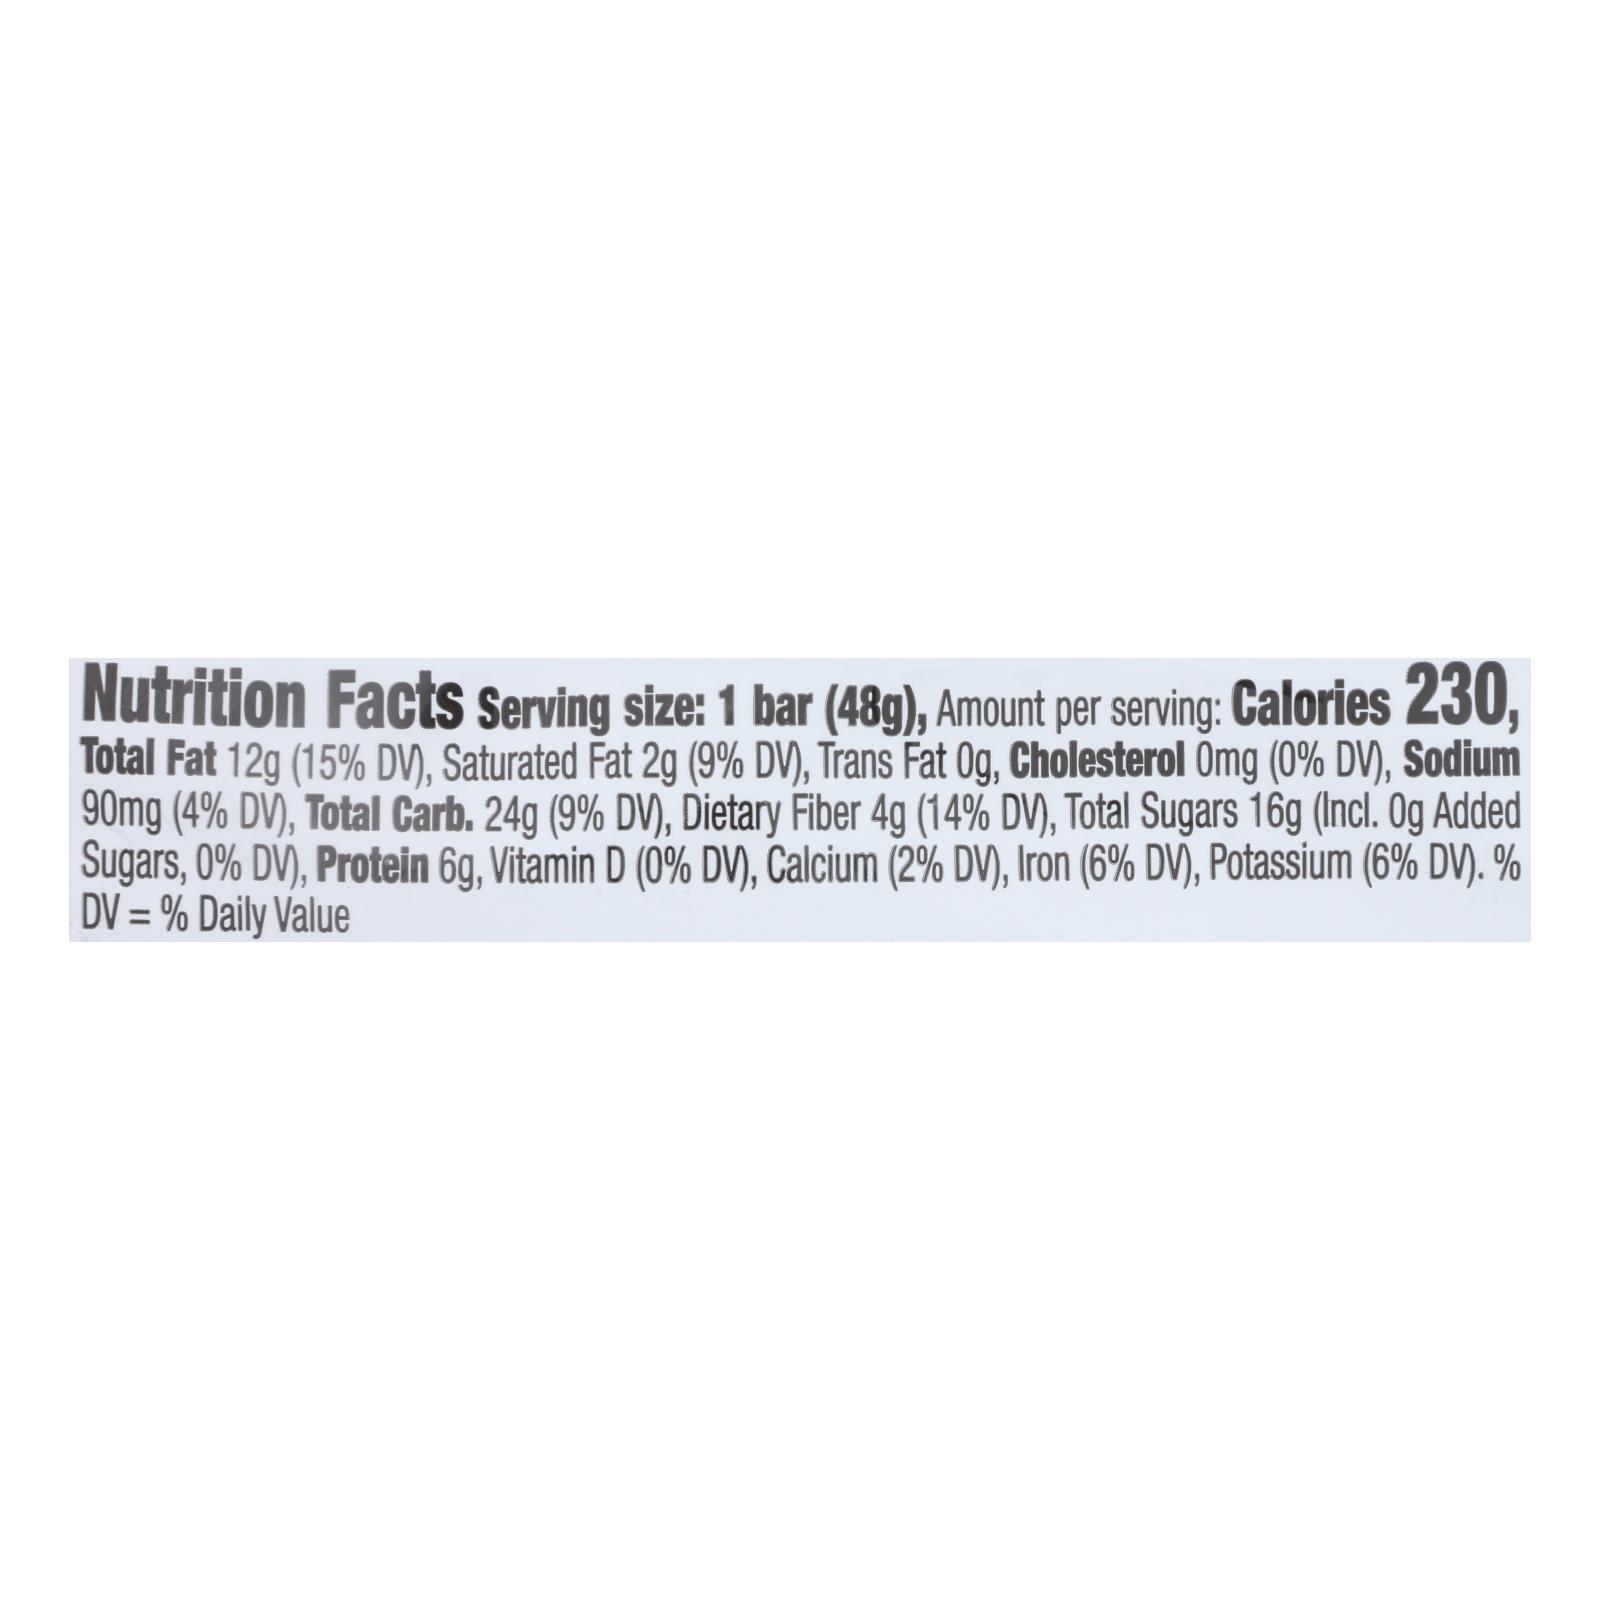 Nutrition Facts Serving size: 1 bar (48g), Amount per serving: Calories 230,
Total Fat 12g (15% DV), Saturated Fat 2g (9% DV), Trans Fat 0g, Cholesterol 0mg (0% DV), Sodium
90mg (4% DV), Total Carb. 24g (9% DV), Dietary Fiber 4g (14% DV), Total Sugars 16g (Incl. 0g Added
Sugars, 0% DV), Protein 6g, Vitamin D (0% DV), Calcium (2% DV), Iron (6% DV), Potassium (6% DV). %
DV = % Daily Value